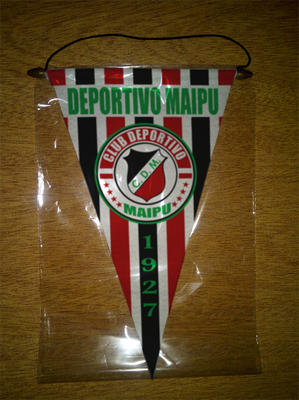 DEPORTIVO MAIPU
CLUB DEPORTIVO
C.D.M.
MAIPU
1927